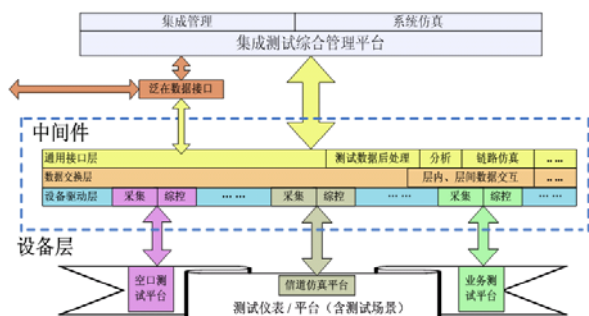 集成管理 系统仿真
集成测试综合管理平台
泛在数据接口
中间件
通用接口层 测试数据后处理 分析 链路仿真 ... ...
数据交换层 层内、层间数据交互 ... ...
设备驱动层 采集 综控 ... ... 采集 综控 ... ... 采集 综控 ... ...
设备层
空口测试平台
信道仿真平台
业务测试平台
测试仪表/平台（含测试场景）